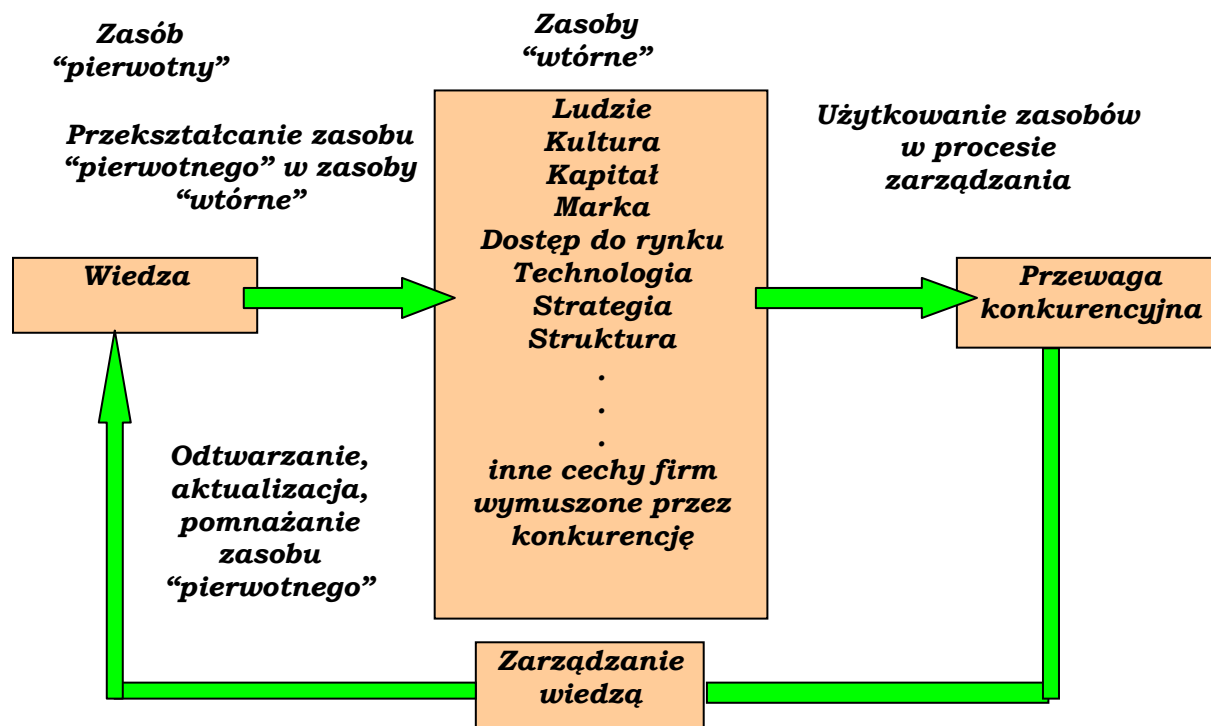 Zasób
“pierwotny”
Zasoby
“wtórne”
Przekształcanie zasobu
“pierwotnego” w zasoby
“wtórne”
Użytkowanie zasobów
w procesie
zarządzania
Wiedza
Ludzie
Kultura
Kapitał
Marka
Dostęp do rynku
Technologia
Strategia
Struktura
.
.
.
inne cechy firm
wymuszone przez
konkurencję
Przewaga
konkurencyjna
Odtwarzanie,
aktualizacja,
pomnażanie
zasobu
“pierwotnego”
Zarządzanie
wiedzą